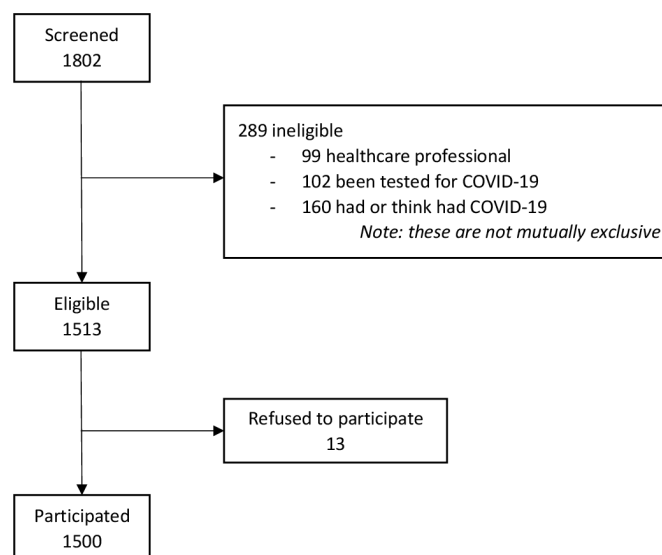 Screened
1802
289 ineligible
- 99 healthcare professional
- 102 been tested for COVID-19
- 160 had or think had COVID-19
Note: these are not mutually exclusive
Eligible
1513
Refused to participate
13
Participated
1500